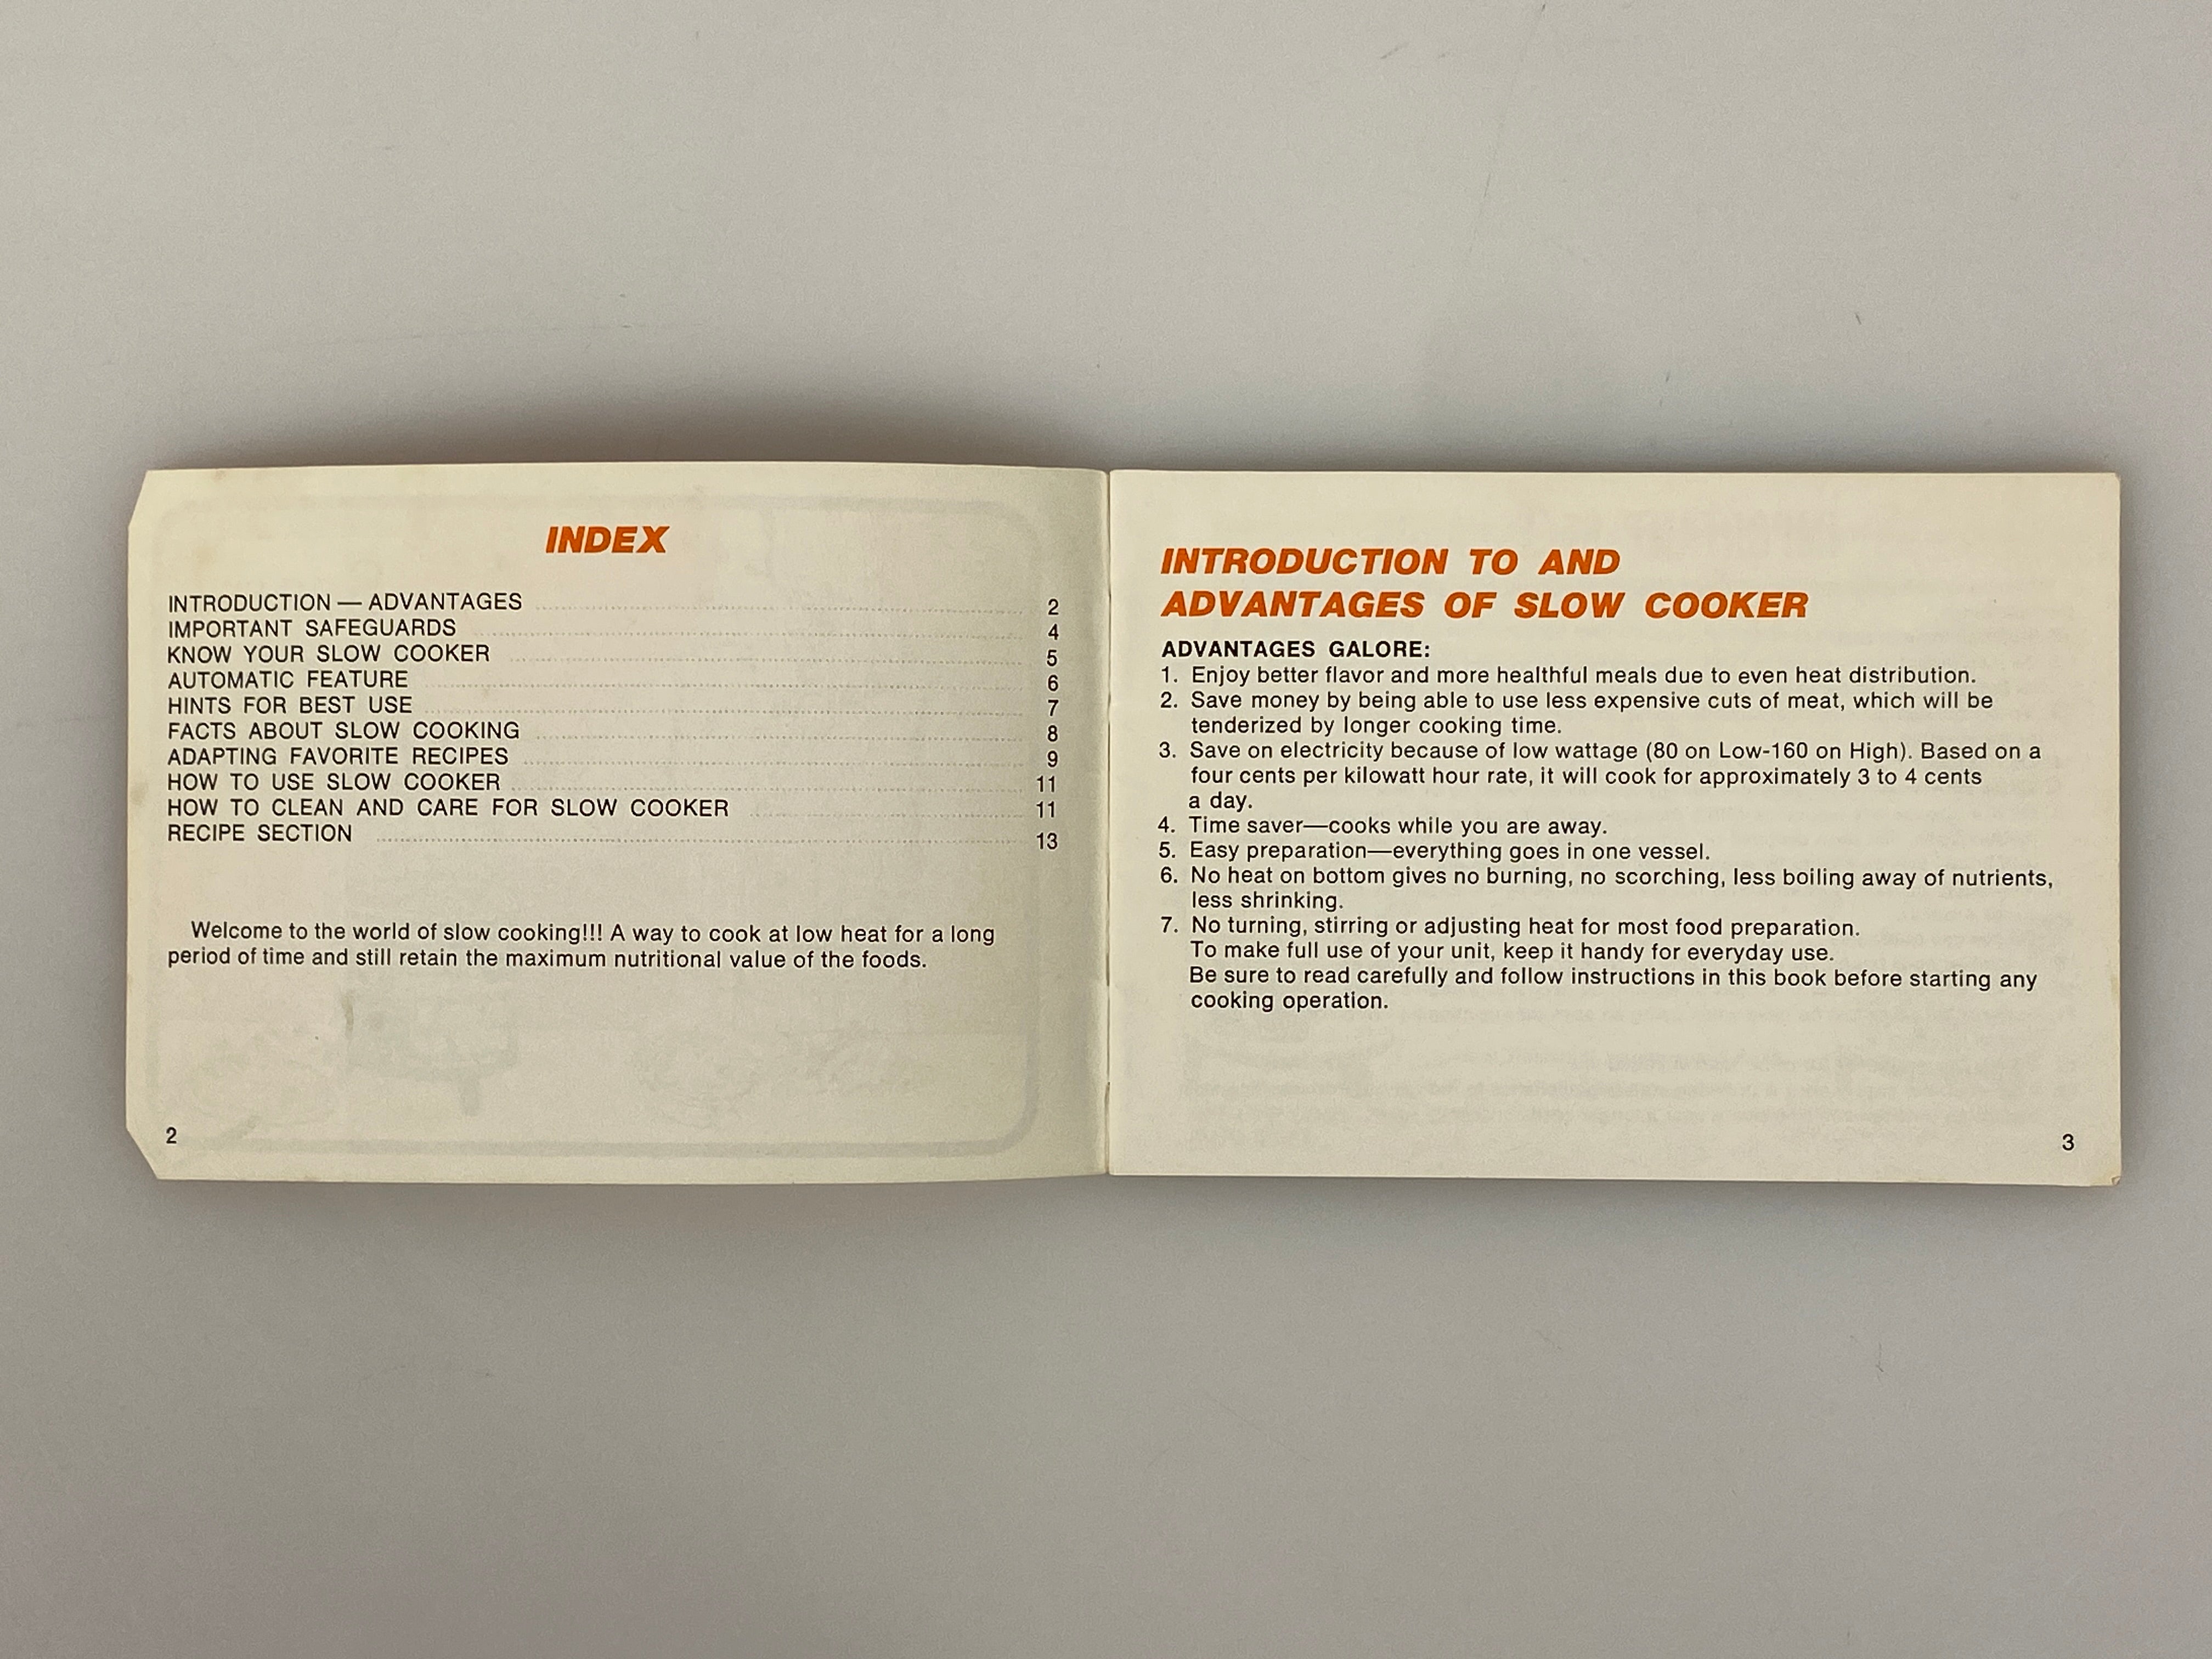 INDEX
INTRODUCTION — ADVANTAGES ........ 2
IMPORTANT SAFEGUARDS ........ 4
KNOW YOUR SLOW COOKER ........ 5
AUTOMATIC FEATURE ........ 6
HINTS FOR BEST USE ........ 7
FACTS ABOUT SLOW COOKING ........ 8
ADAPTING FAVORITE RECIPES ........ 9
HOW TO USE SLOW COOKER ........ 11
HOW TO CLEAN AND CARE FOR SLOW COOKER ........ 11
RECIPE SECTION ........ 13
Welcome to the world of slow cooking!!! A way to cook at low heat for a long
period of time and still retain the maximum nutritional value of the foods.
2
INTRODUCTION TO AND
ADVANTAGES OF SLOW COOKER
ADVANTAGES GALORE:
1. Enjoy better flavor and more healthful meals due to even heat distribution.
2. Save money by being able to use less expensive cuts of meat, which will be
tenderized by longer cooking time.
3. Save on electricity because of low wattage (80 on Low-160 on High). Based on a
four cents per kilowatt hour rate, it will cook for approximately 3 to 4 cents
a day.
4. Time saver—cooks while you are away.
5. Easy preparation—everything goes in one vessel.
6. No heat on bottom gives no burning, no scorching, less boiling away of nutrients,
less shrinking.
7. No turning, stirring or adjusting heat for most food preparation.
To make full use of your unit, keep it handy for everyday use.
Be sure to read carefully and follow instructions in this book before starting any
cooking operation.
3